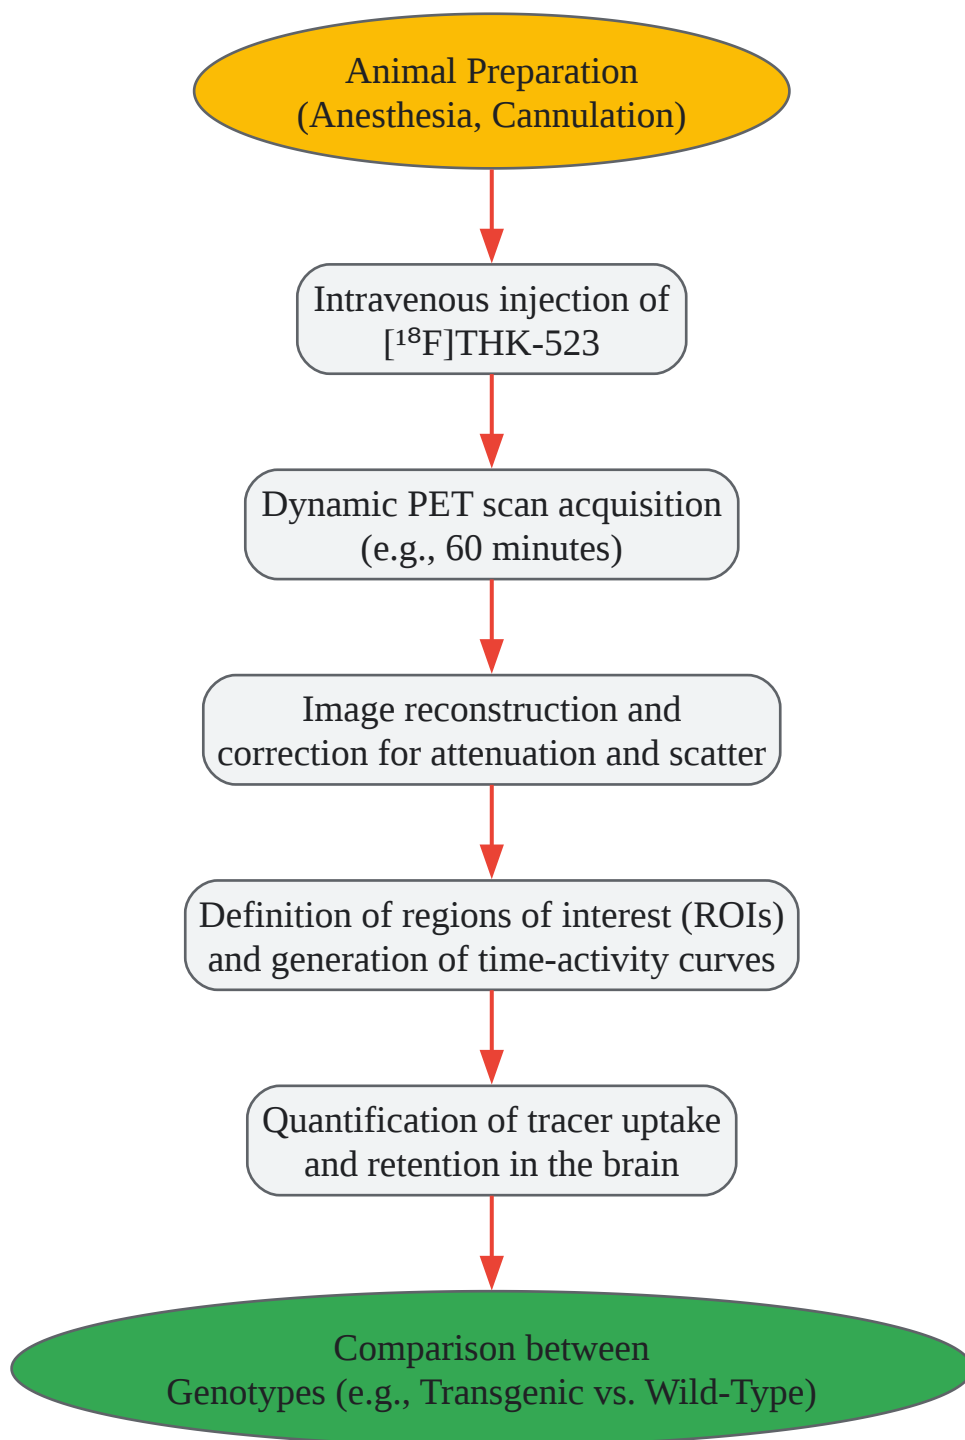 Animal Preparation
(Anesthesia, Cannulation)
Intravenous injection of
[¹⁸F]THK-523
Dynamic PET scan acquisition
(e.g., 60 minutes)
Image reconstruction and
correction for attenuation and scatter
Definition of regions of interest (ROIs)
and generation of time-activity curves
Quantification of tracer uptake
and retention in the brain
Comparison between
Genotypes (e.g., Transgenic vs. Wild-Type)